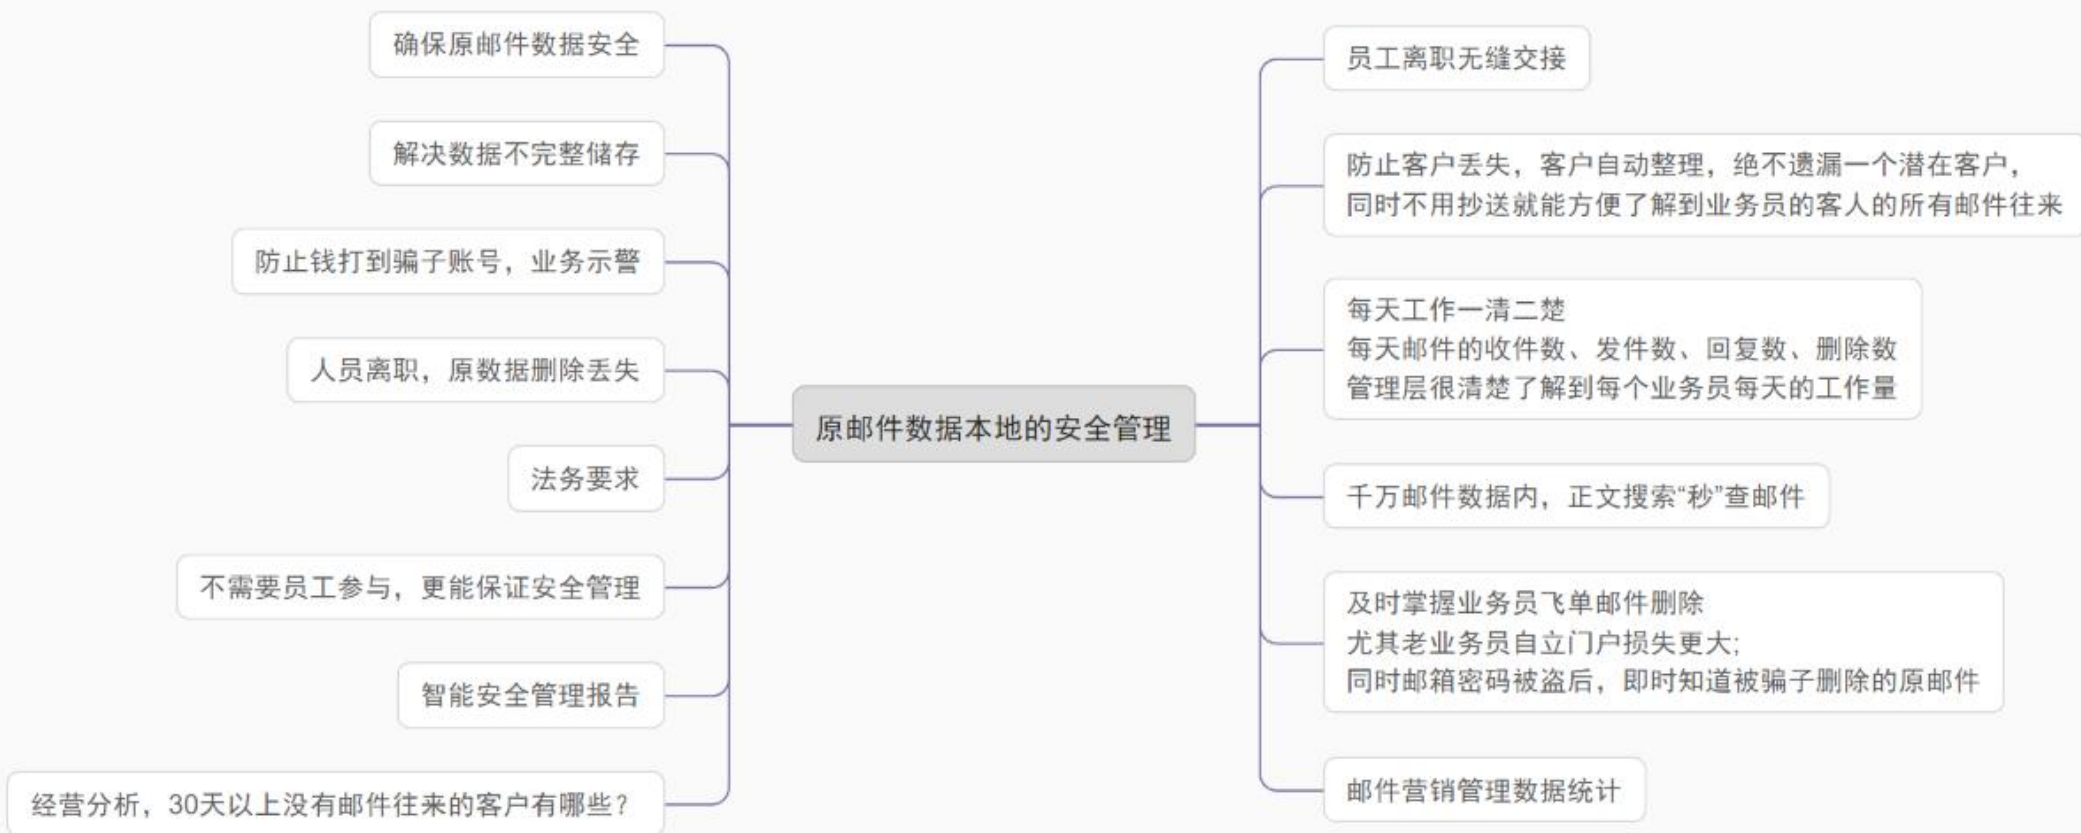 确保原邮件数据安全
解决数据不完整储存
防止钱打到骗子账号，业务示警
人员离职，原数据删除丢失
法务要求
不需要员工参与，更能保证安全管理
智能安全管理报告
经营分析，30天以上没有邮件往来的客户有哪些？
原邮件数据本地的安全管理
员工离职无缝交接
防止客户丢失，客户自动整理，绝不遗漏一个潜在客户，
同时不用抄送就能方便了解到业务员的客人的所有邮件往来
每天工作一清二楚
每天邮件的收件数、发件数、回复数、删除数
管理层很清楚了解到每个业务员每天的工作量
千万邮件数据内，正文搜索“秒”查邮件
及时掌握业务员飞单邮件删除
尤其老业务员自立门户损失更大;
同时邮箱密码被盗后，即时知道被骗子删除的原邮件
邮件营销管理数据统计